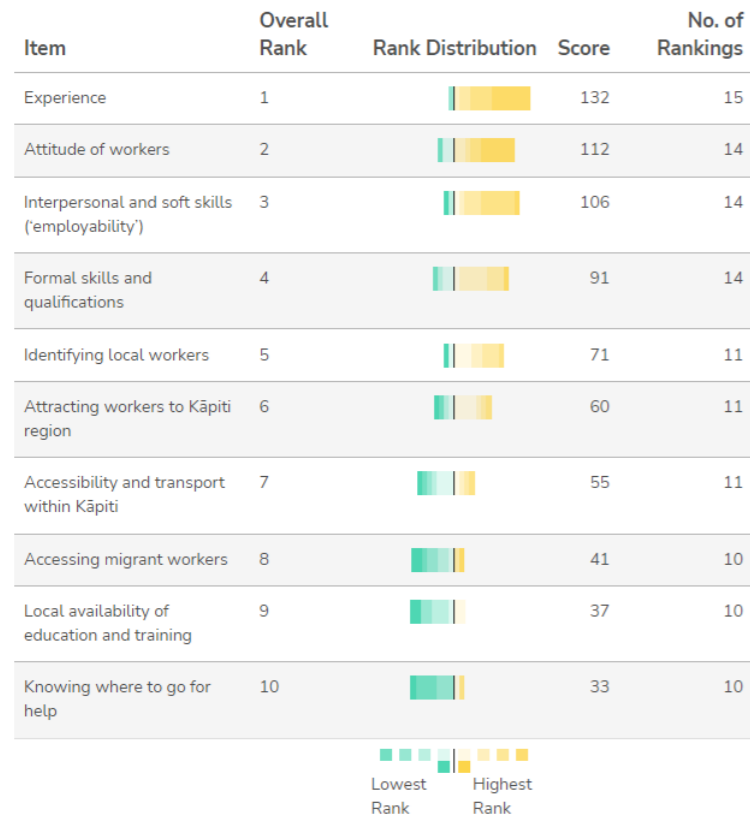 Item Overall Rank Rank Distribution Score No. of Rankings
Experience 1 132 15
Attitude of workers 2 112 14
Interpersonal and soft skills 3 106 14
(‘employability’)
Formal skills and 4 91 14
qualifications
Identifying local workers 5 71 11
Attracting workers to Kāpiti 6 60 11
region
Accessibility and transport 7 55 11
within Kāpiti
Accessing migrant workers 8 41 10
Local availability of 9 37 10
education and training
Knowing where to go for 10 33 10
help
Lowest Highest
Rank Rank